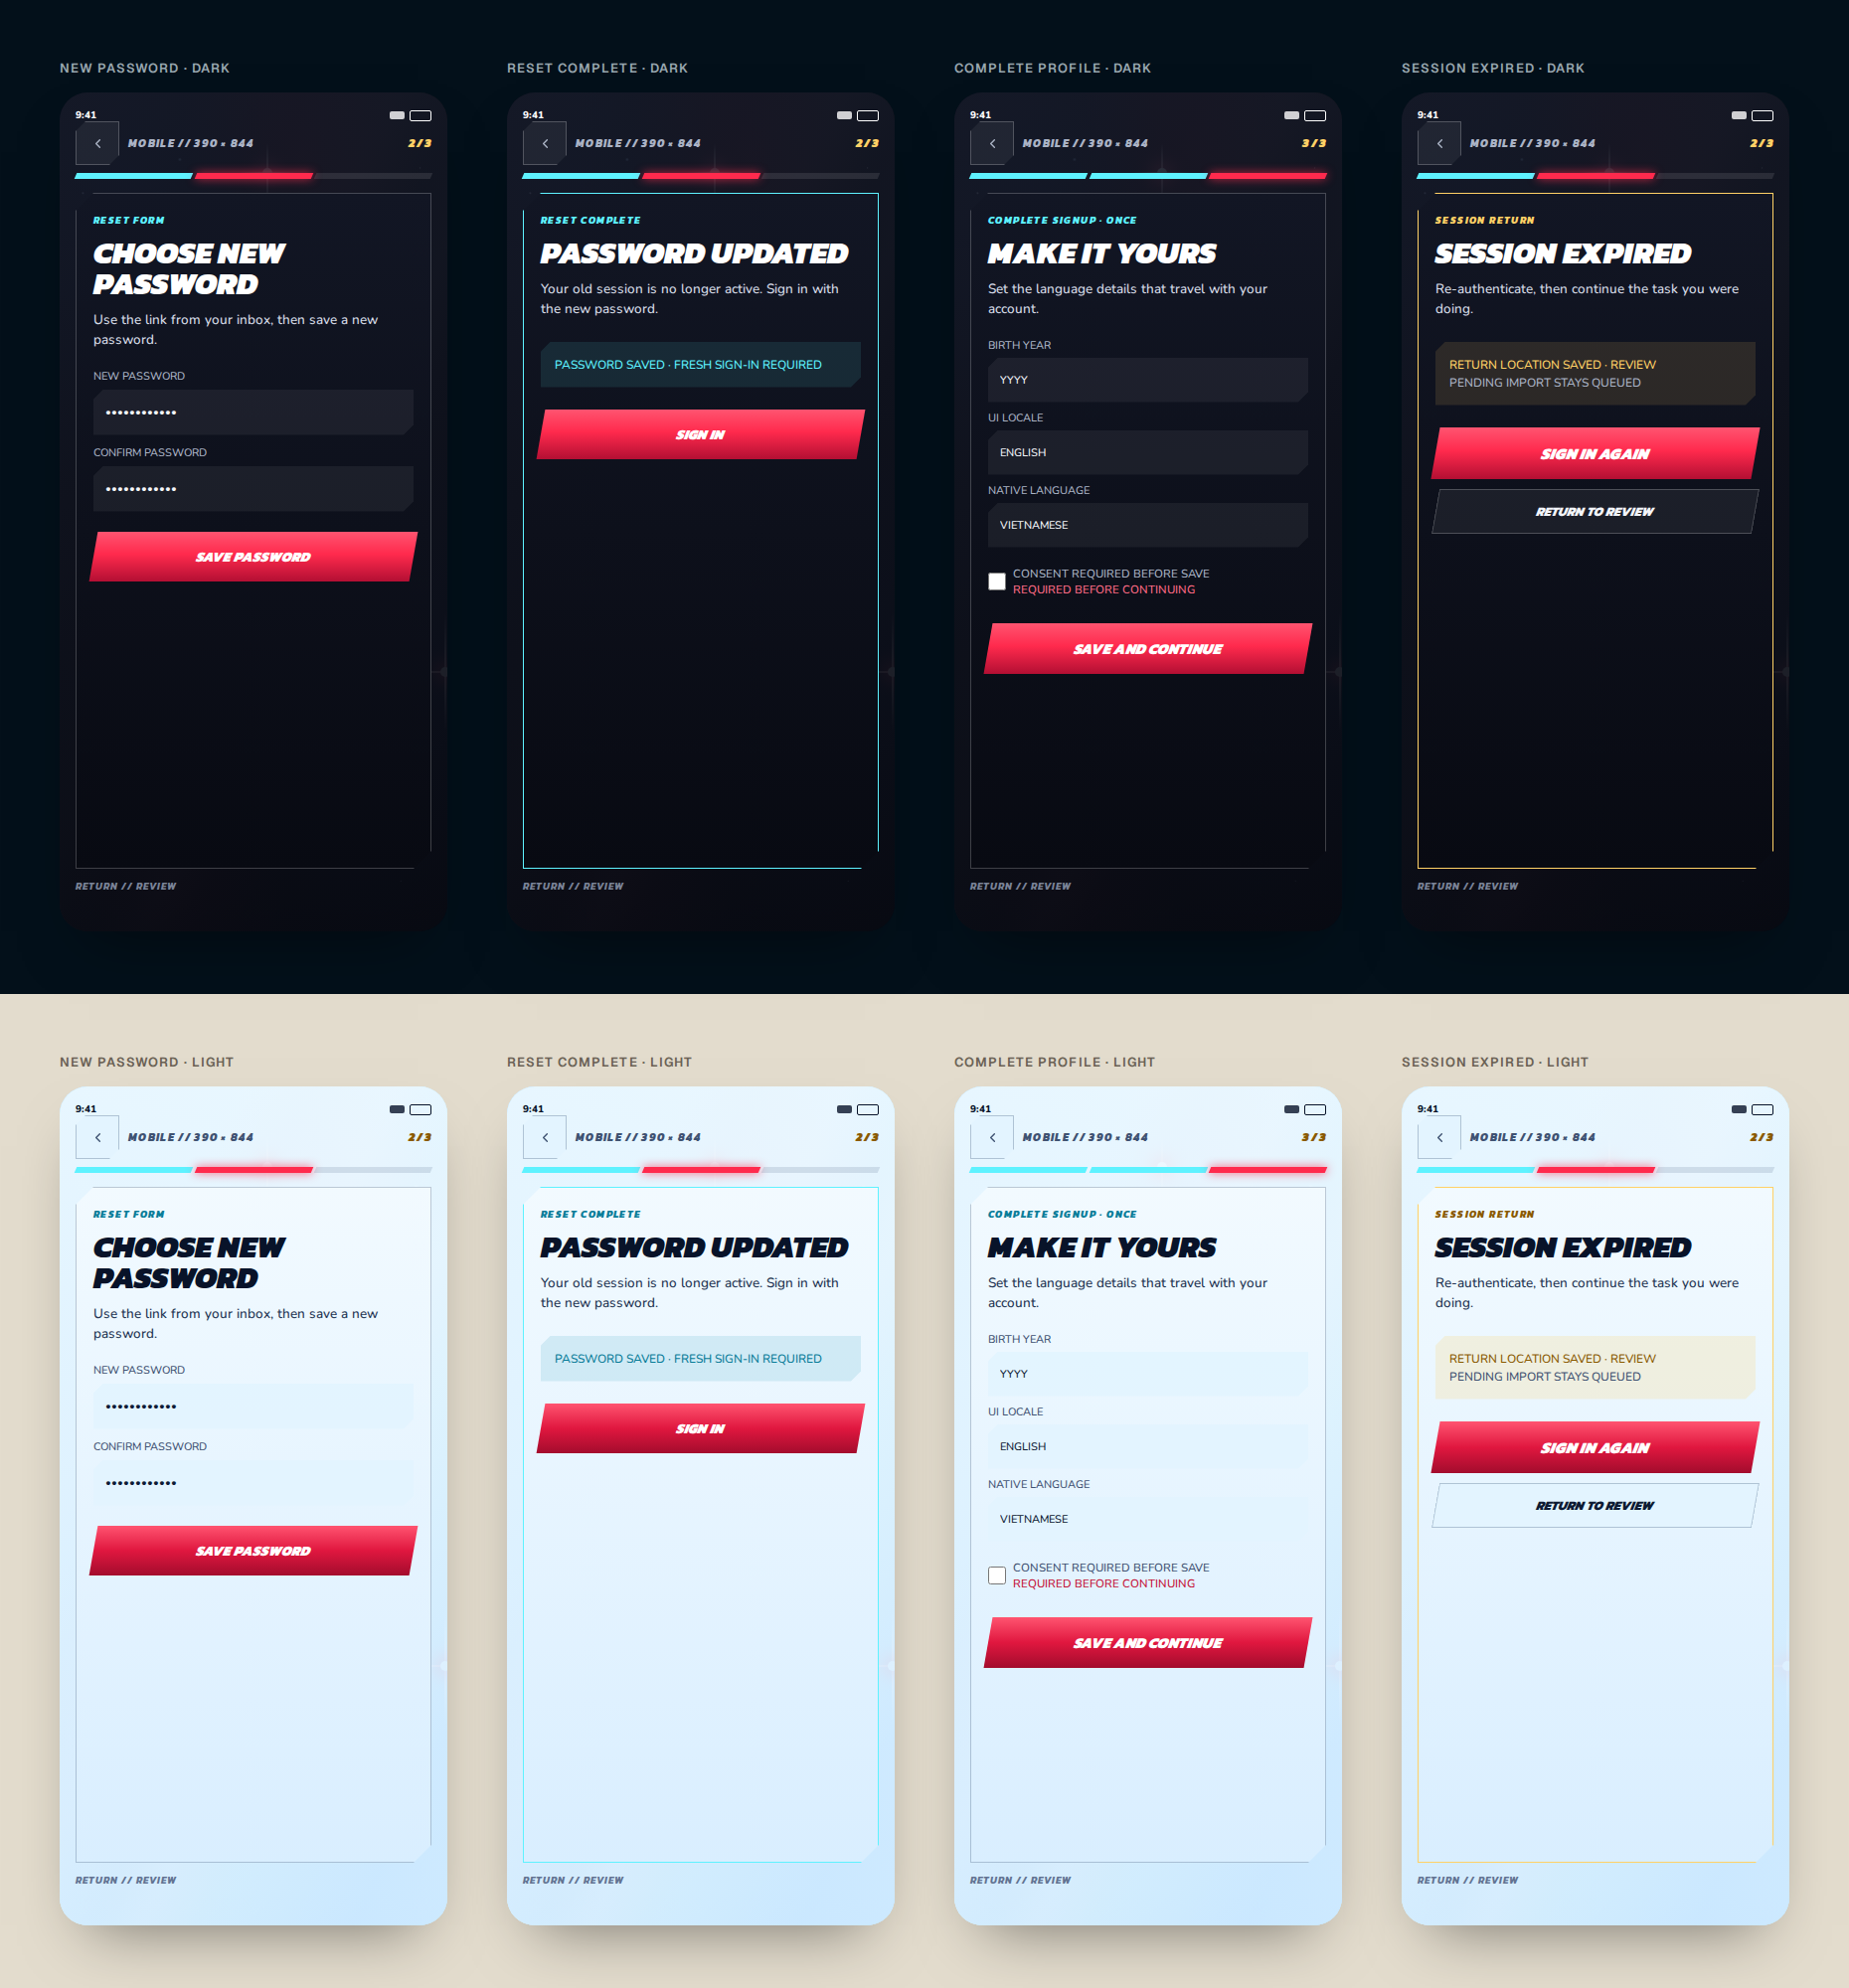 NEW PASSWORD · DARK
9:41
MOBILE // 390 × 844
2/3
RESET FORM
CHOOSE NEW
PASSWORD
Use the link from your inbox, then save a new
password.
NEW PASSWORD
••••••••••••
CONFIRM PASSWORD
••••••••••••
SAVE PASSWORD
RETURN // REVIEW
RESET COMPLETE · DARK
9:41
MOBILE // 390 × 844
2/3
RESET COMPLETE
PASSWORD UPDATED
Your old session is no longer active. Sign in with
the new password.
PASSWORD SAVED · FRESH SIGN-IN REQUIRED
SIGN IN
RETURN // REVIEW
COMPLETE PROFILE · DARK
9:41
MOBILE // 390 × 844
3/3
COMPLETE SIGNUP · ONCE
MAKE IT YOURS
Set the language details that travel with your
account.
BIRTH YEAR
YYYY
UI LOCALE
ENGLISH
NATIVE LANGUAGE
VIETNAMESE
CONSENT REQUIRED BEFORE SAVE
REQUIRED BEFORE CONTINUING
SAVE AND CONTINUE
RETURN // REVIEW
SESSION EXPIRED · DARK
9:41
MOBILE // 390 × 844
2/3
SESSION RETURN
SESSION EXPIRED
Re-authenticate, then continue the task you were
doing.
RETURN LOCATION SAVED · REVIEW
PENDING IMPORT STAYS QUEUED
SIGN IN AGAIN
RETURN TO REVIEW
RETURN // REVIEW
NEW PASSWORD · LIGHT
9:41
MOBILE // 390 × 844
2/3
RESET FORM
CHOOSE NEW
PASSWORD
Use the link from your inbox, then save a new
password.
NEW PASSWORD
••••••••••••
CONFIRM PASSWORD
••••••••••••
SAVE PASSWORD
RETURN // REVIEW
RESET COMPLETE · LIGHT
9:41
MOBILE // 390 × 844
2/3
RESET COMPLETE
PASSWORD UPDATED
Your old session is no longer active. Sign in with
the new password.
PASSWORD SAVED · FRESH SIGN-IN REQUIRED
SIGN IN
RETURN // REVIEW
COMPLETE PROFILE · LIGHT
9:41
MOBILE // 390 × 844
3/3
COMPLETE SIGNUP · ONCE
MAKE IT YOURS
Set the language details that travel with your
account.
BIRTH YEAR
YYYY
UI LOCALE
ENGLISH
NATIVE LANGUAGE
VIETNAMESE
CONSENT REQUIRED BEFORE SAVE
REQUIRED BEFORE CONTINUING
SAVE AND CONTINUE
RETURN // REVIEW
SESSION EXPIRED · LIGHT
9:41
MOBILE // 390 × 844
2/3
SESSION RETURN
SESSION EXPIRED
Re-authenticate, then continue the task you were
doing.
RETURN LOCATION SAVED · REVIEW
PENDING IMPORT STAYS QUEUED
SIGN IN AGAIN
RETURN TO REVIEW
RETURN // REVIEW